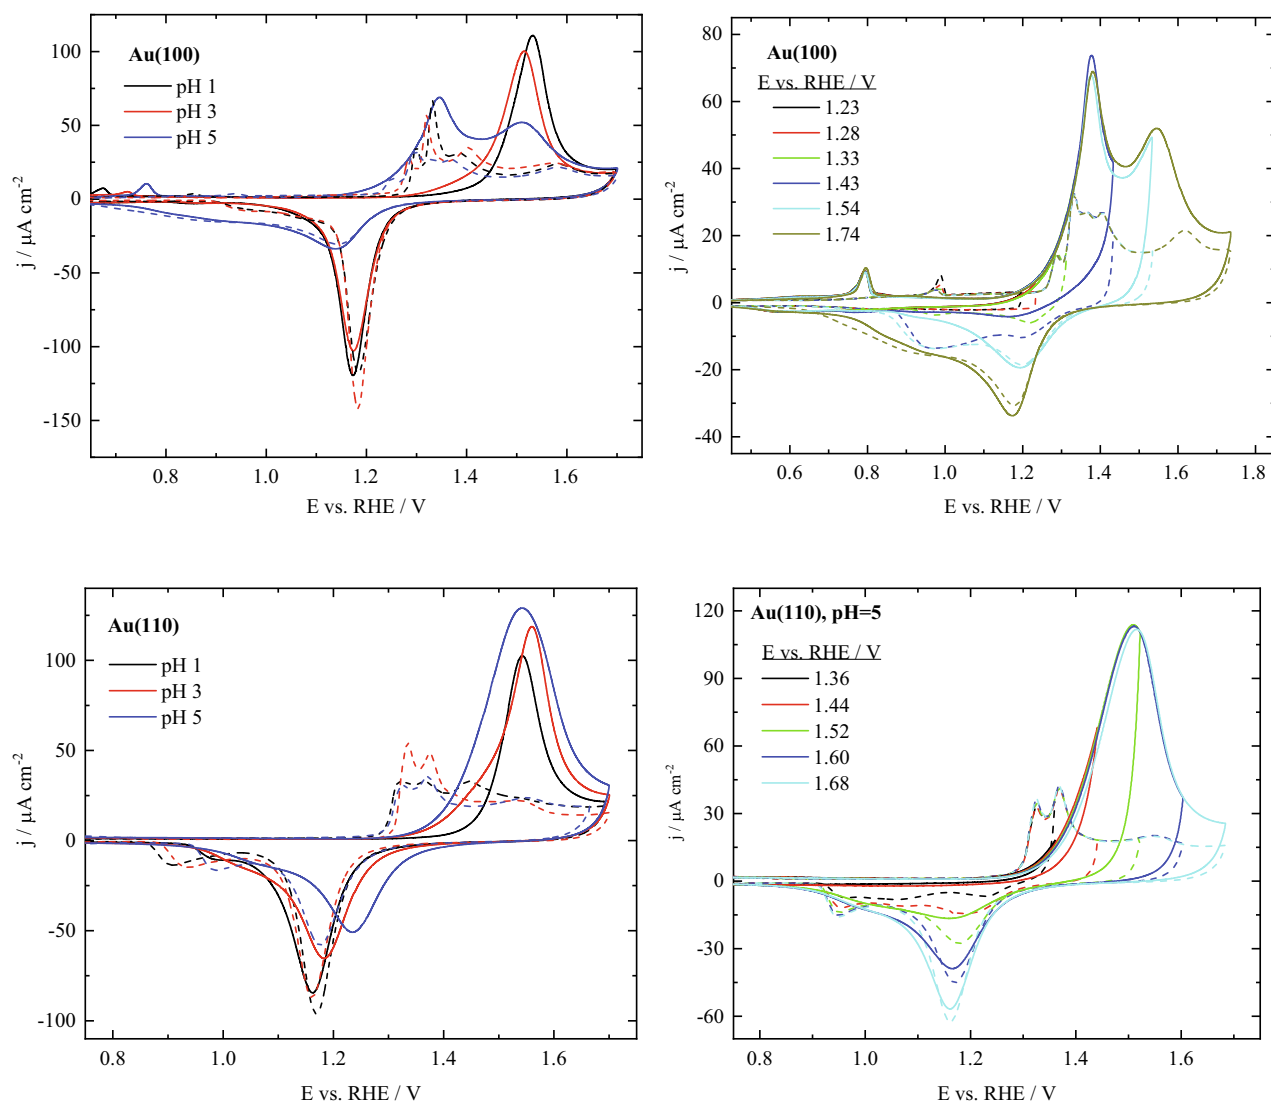 Au(100)
pH 1
pH 3
pH 5
100
50
0
-50
-100
-150
j / µA cm-2
0.8
1.0
1.2
1.4
1.6
E vs. RHE / V
Au(100)
E vs. RHE / V
1.23
1.28
1.33
1.43
1.54
1.74
80
60
40
20
0
-20
-40
j / µA cm-2
0.6
0.8
1.0
1.2
1.4
1.6
1.8
E vs. RHE / V
Au(110)
pH 1
pH 3
pH 5
100
50
0
-50
-100
j / µA cm-2
0.8
1.0
1.2
1.4
1.6
E vs. RHE / V
Au(110), pH=5
E vs. RHE / V
1.36
1.44
1.52
1.60
1.68
120
90
60
30
0
-30
-60
j / µA cm-2
0.8
1.0
1.2
1.4
1.6
E vs. RHE / V